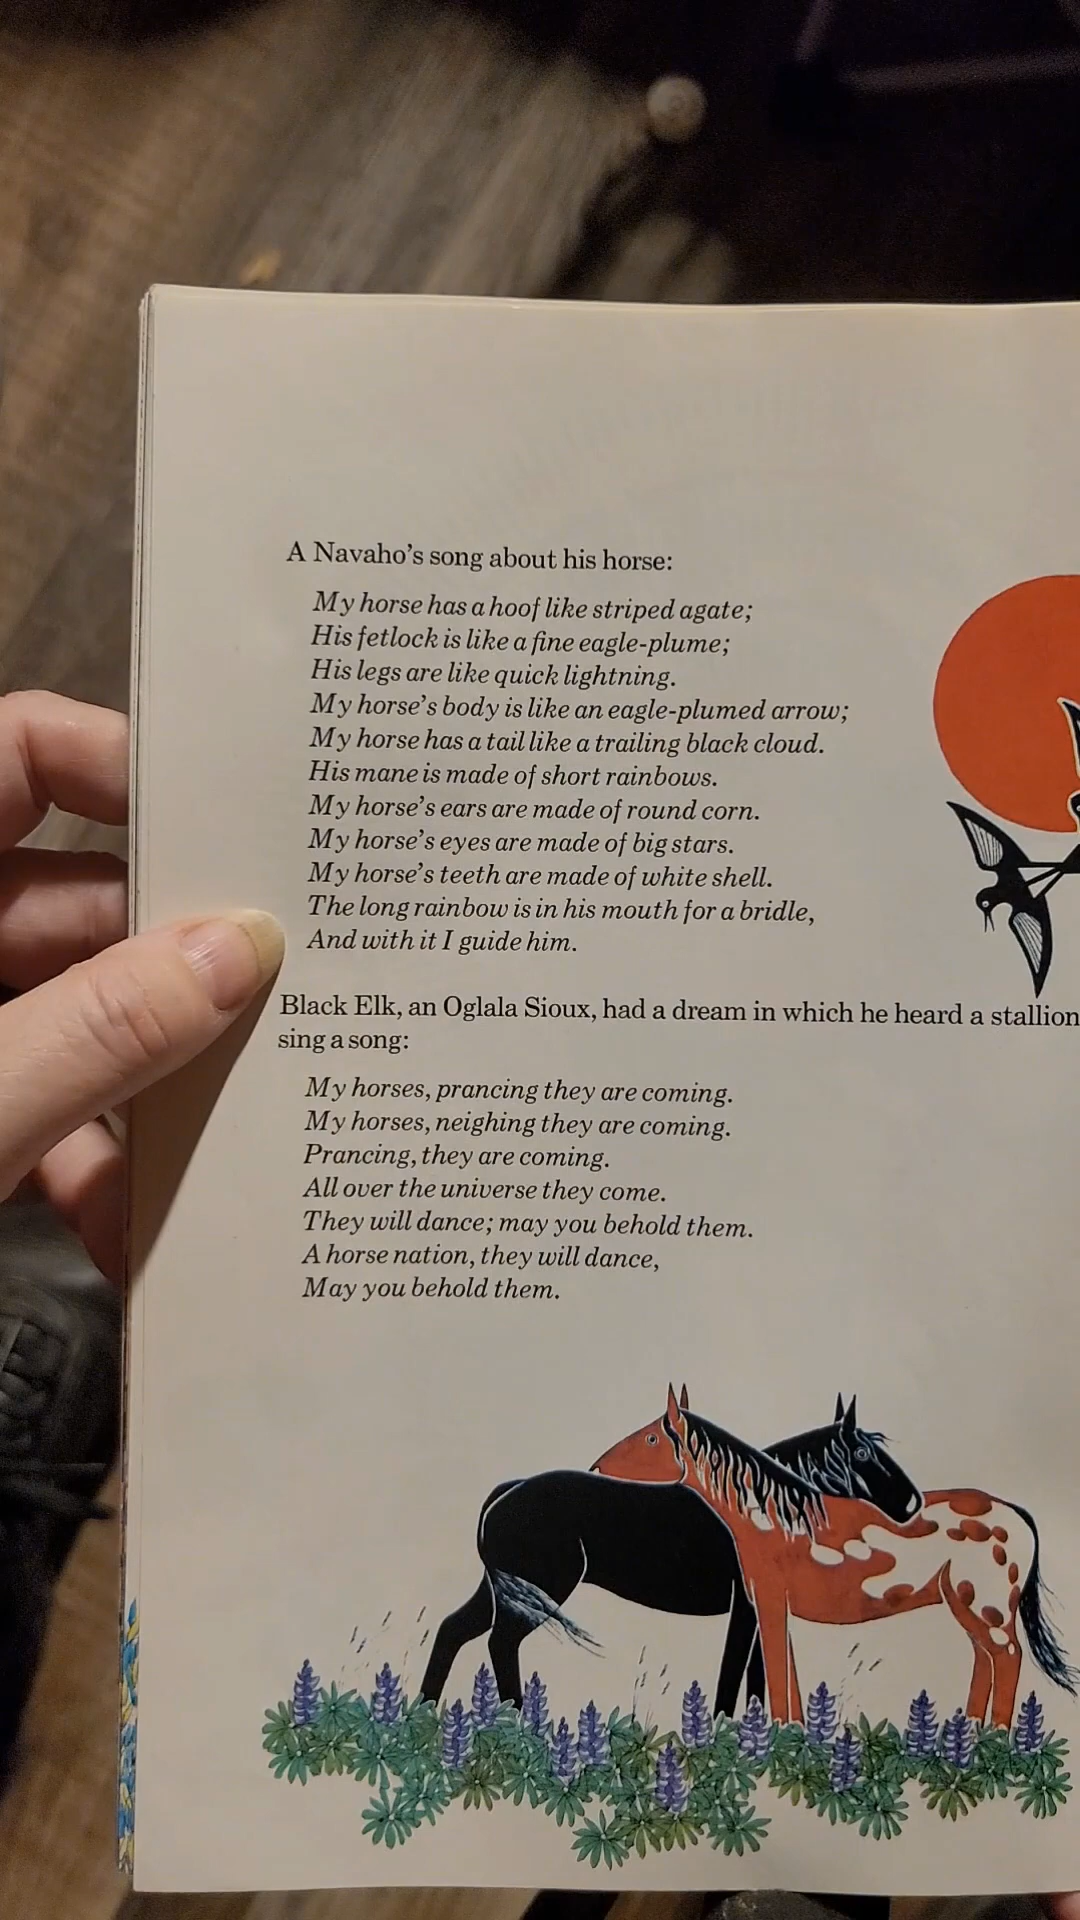 A Navaho's song about his horse:
My horse has a hoof like striped agate;
His fetlock is like a fine eagle-plume;
His legs are like quick lightning.
My horse's body is like an eagle-plumed arrow;
My horse has a tail like a trailing black cloud.
His mane is made of short rainbows.
My horse's ears are made of round corn.
My horse's eyes are made of big stars.
My horse's teeth are made of white shell.
The long rainbow is in his mouth for a bridle,
And with it I guide him.
Black Elk, an Oglala Sioux, had a dream in which he heard a stallion
sing a song:
My horses, prancing they are coming.
My horses, neighing they are coming.
Prancing, they are coming.
All over the universe they come.
They will dance; may you behold them.
A horse nation, they will dance,
May you behold them.